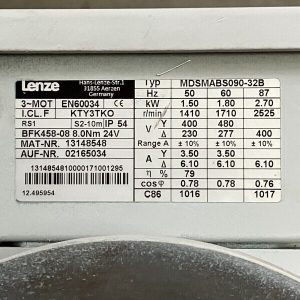 Lenze Hans-Lenze-Str.1
31855 Aerzen
Germany
Typ MDSMABS090-32B
3~MOT EN60034 CE Hz 50 60 87
I.CL.F KTY3TKO kW 1.50 1.80 2.70
RS1 S2-10m IP 54 r/min 1410 1710 2525
BFK458-08 8.0Nm 24V V Y 400 480
Δ 230 277 400
MAT-NR. 13148548 Range A ± 10% ± 10% ± 10%
AUF-NR. 02165034 A Y 3.50 3.50
Δ 6.10 6.10 6.10
1314854810000171001295 η % 79
cosφ 0.78 0.78 0.76
12.495954 C86 1016 1017